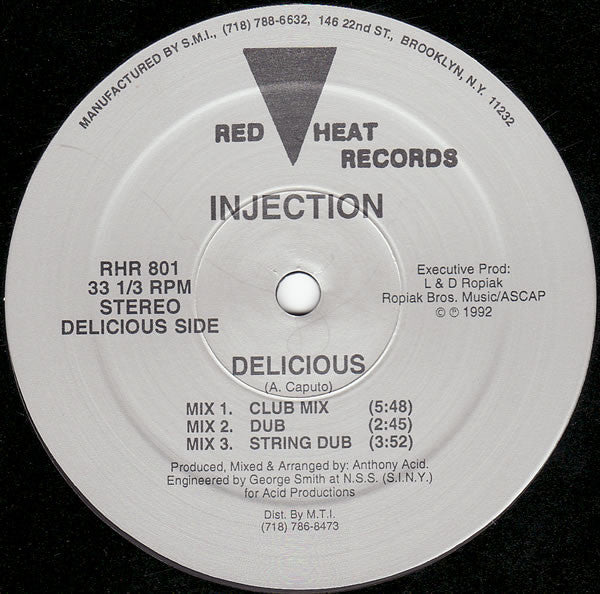 MANUFACTURED BY S.M.I., (718) 788-6632, 146 22nd ST., BROOKLYN, N.Y. 11232
RED HEAT
RECORDS
INJECTION
RHR 801
33 1/3 RPM
STEREO
DELICIOUS SIDE
Executive Prod:
L & D Ropiak
Ropiak Bros. Music/ASCAP
© ℗ 1992
DELICIOUS
(A. Caputo)
MIX 1. CLUB MIX (5:48)
MIX 2. DUB (2:45)
MIX 3. STRING DUB (3:52)
Produced, Mixed & Arranged by: Anthony Acid.
Engineered by George Smith at N.S.S. (S.I.N.Y.)
for Acid Productions
Dist. By M.T.I.
(718) 786-8473